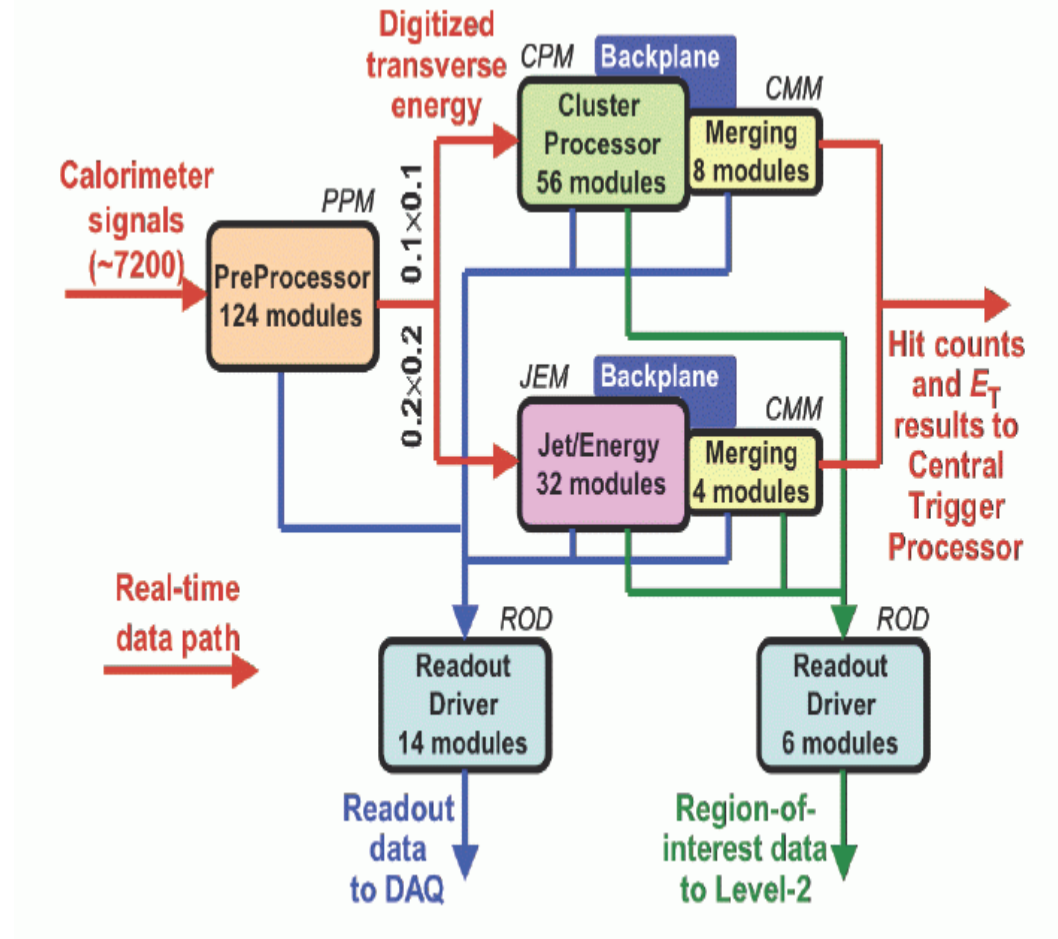 Digitized
transverse
energy
CPM
Backplane
CMM
Cluster
Processor
56 modules
Merging
8 modules
Calorimeter
signals
(~7200)
PPM
PreProcessor
124 modules
0.1×0.1
0.2×0.2
JEM
Backplane
CMM
Jet/Energy
32 modules
Merging
4 modules
Hit counts
and ET
results to
Central
Trigger
Processor
Real-time
data path
ROD
Readout
Driver
14 modules
ROD
Readout
Driver
6 modules
Readout
data
to DAQ
Region-of-
interest data
to Level-2